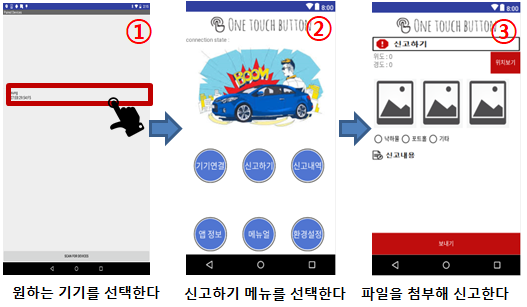 ①
SCAN FOR DEVICES
원하는 기기를 선택한다
8:00
②
ONE TOUCH BUTTON
connection state :
BOOM
기기연결
신고하기
신고내역
앱 정보
메뉴얼
환경설정
신고하기 메뉴를 선택한다
8:00
ONE TOUCH BUTTON
③
신고하기
위도 : 0
경도 : 0
위치보기
낙하물
포트홀
기타
신고내용
보내기
파일을 첨부해 신고한다